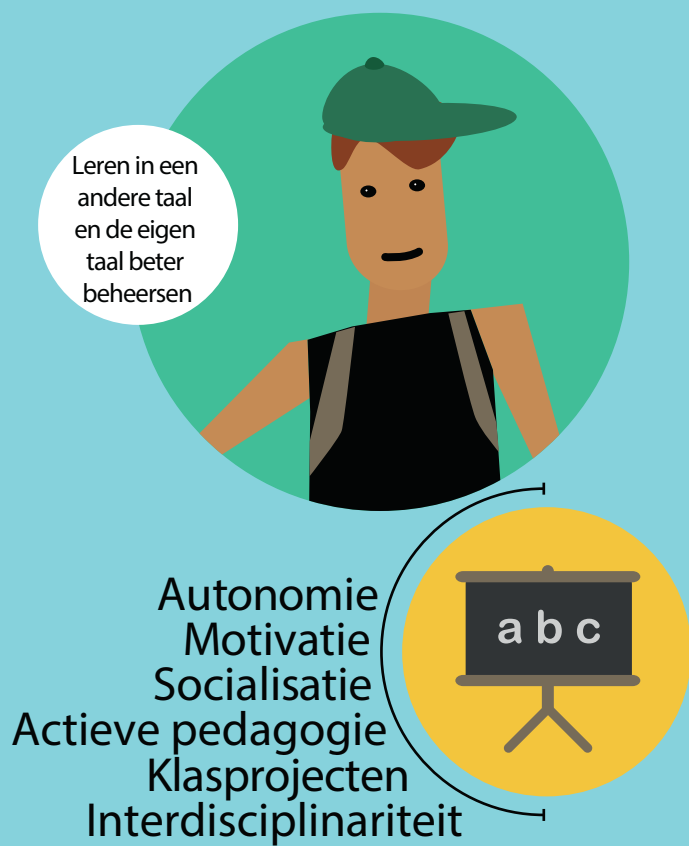 Leren in een
andere taal
en de eigen
taal beter
beheersen
a b c
Autonomie
Motivatie
Socialisatie
Actieve pedagogie
Klasprojecten
Interdisciplinariteit